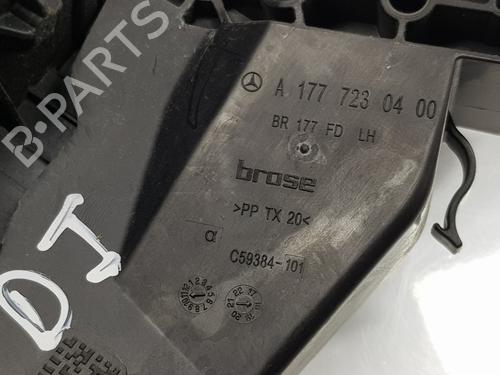 B-PARTS
A 177 723 04 00
BR 177 FD LH
brose
>PP TX 20<
α C59384-101
DI